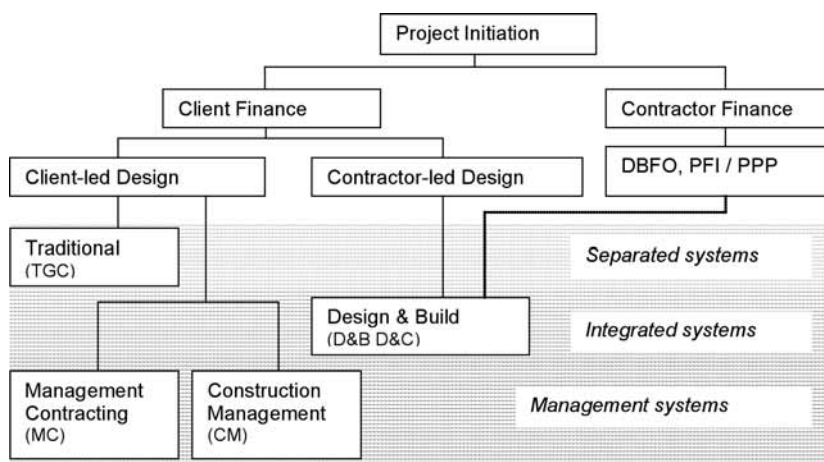 Project Initiation
Client Finance
Contractor Finance
Client-led Design
Contractor-led Design
DBFO, PFI / PPP
Traditional
(TGC)
Separated systems
Design & Build
(D&B D&C)
Integrated systems
Management
Contracting
(MC)
Construction
Management
(CM)
Management systems